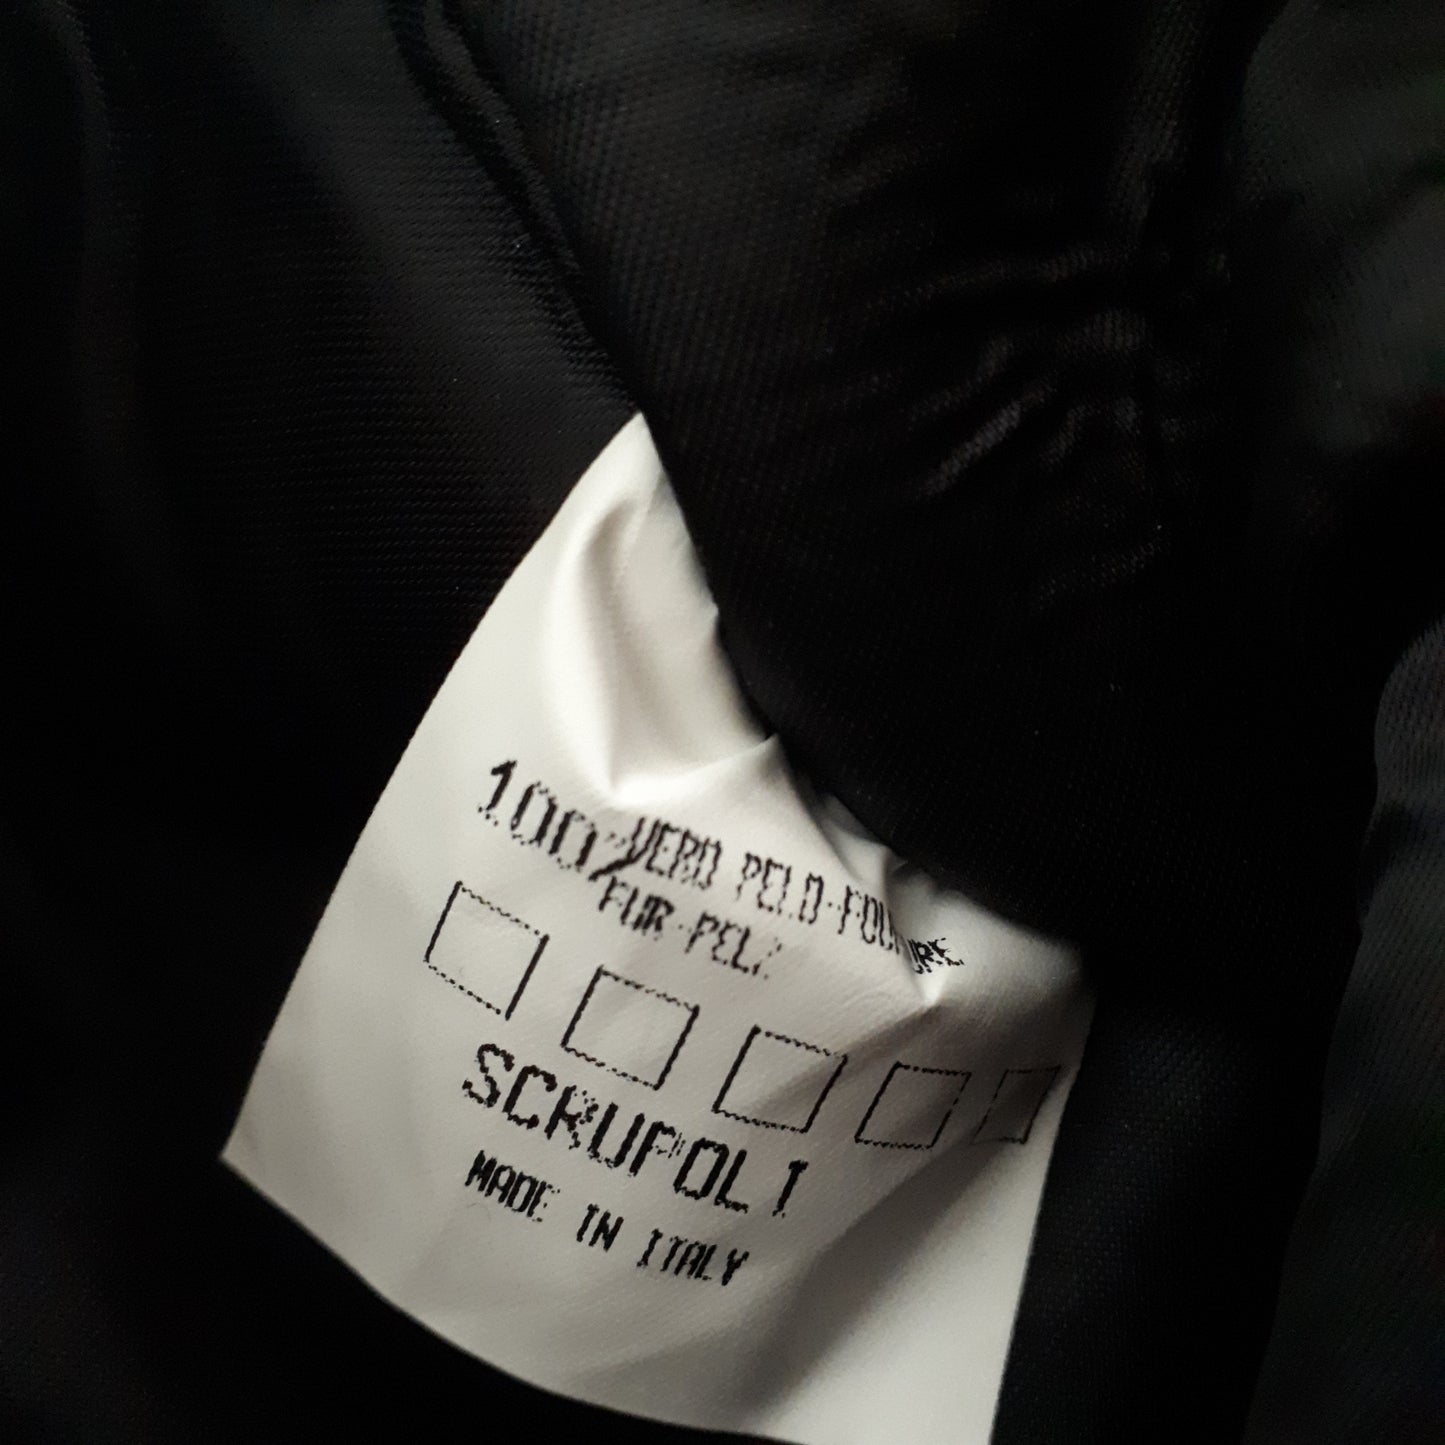 100% VERO PELO-FOURRURE
FUR-PELZ
SCRUPOLI
MADE IN ITALY